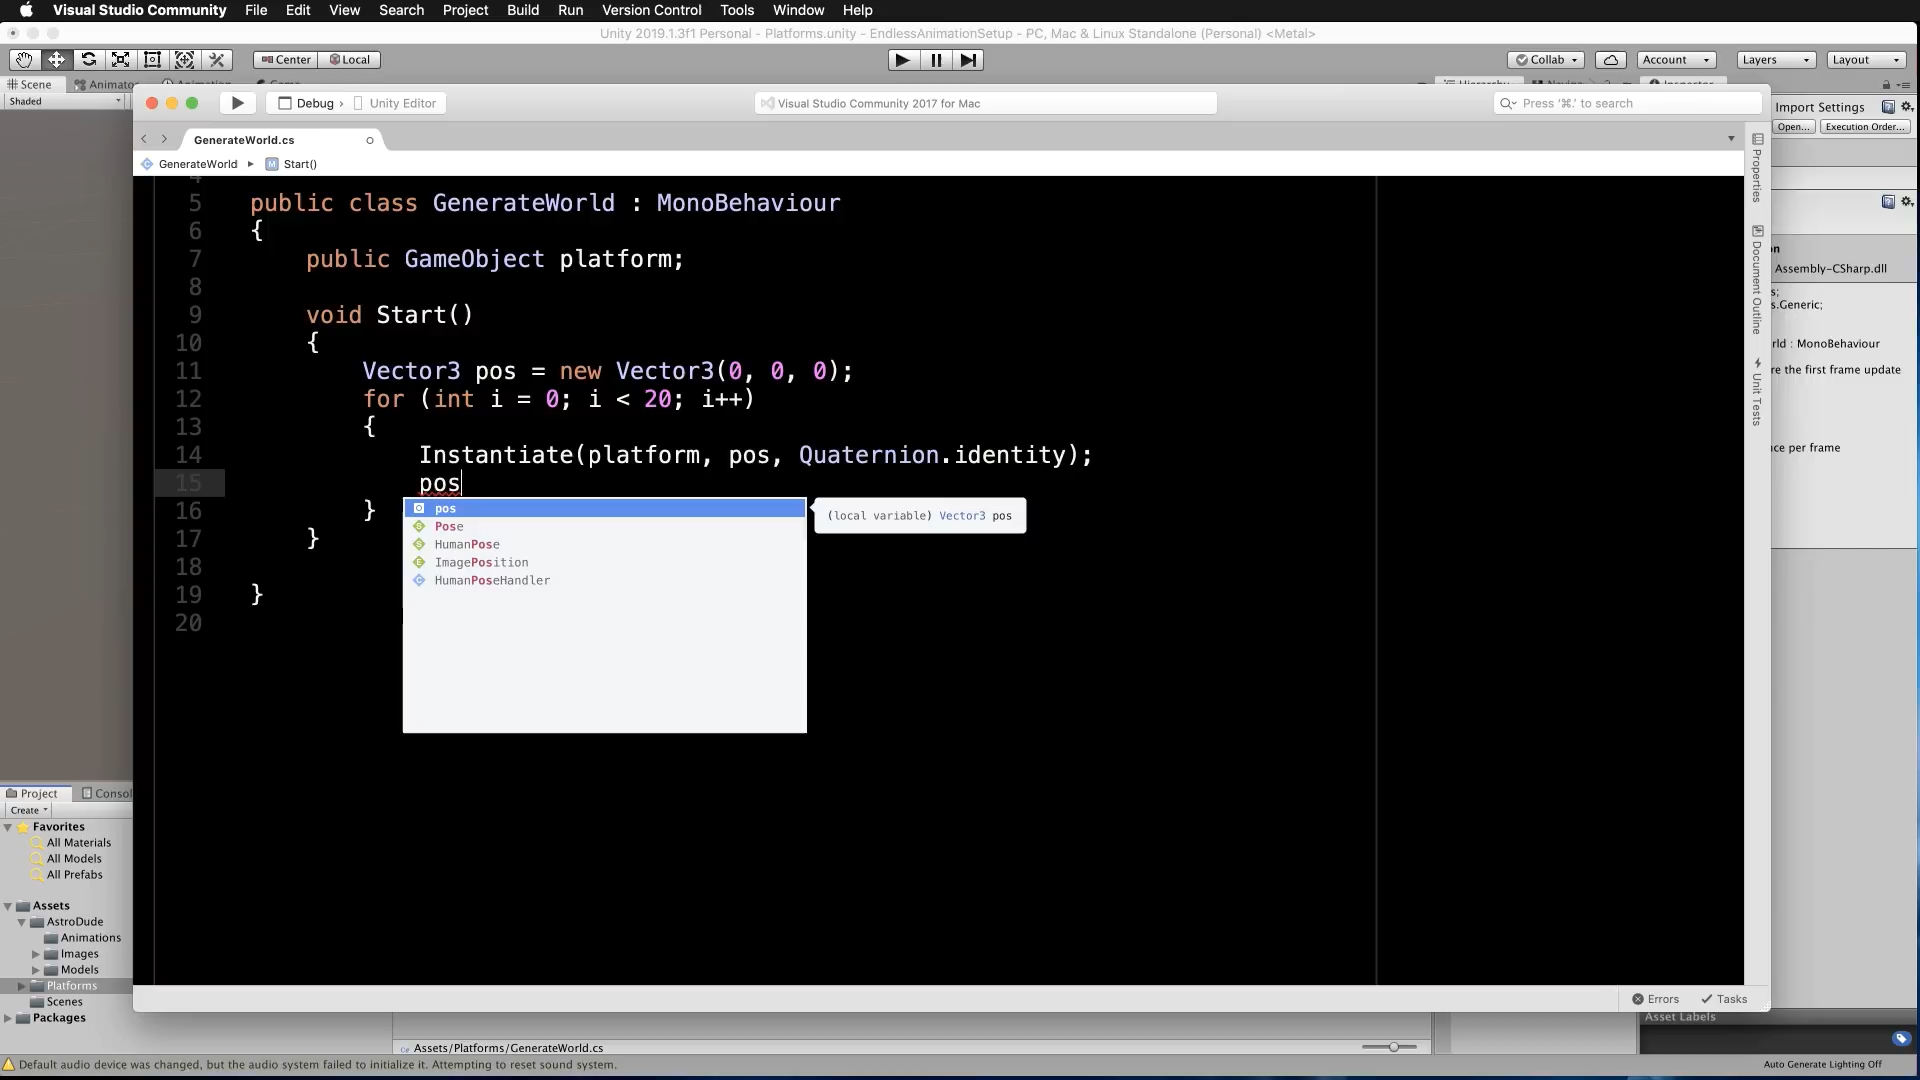 Visual Studio Community File Edit View Search Project Build Run Version Control Tools Window Help
Unity 2019.1.3f1 Personal - Platforms.unity - EndlessAnimationSetup - PC, Mac & Linux Standalone (Personal) <Metal>
Center Local Collab Account Layers Layout
Scene
Shaded
Debug › Unity Editor
Visual Studio Community 2017 for Mac
Press '⌘.' to search
Import Settings
Open... Execution Order...
GenerateWorld.cs
GenerateWorld ▸ Start()
5 public class GenerateWorld : MonoBehaviour
6 {
7 public GameObject platform;
8
9 void Start()
10 {
11 Vector3 pos = new Vector3(0, 0, 0);
12 for (int i = 0; i < 20; i++)
13 {
14 Instantiate(platform, pos, Quaternion.identity);
15 pos
16 }
17 }
18
19 }
20
pos
Pose
HumanPose
ImagePosition
HumanPoseHandler
(local variable) Vector3 pos
Properties
Document Outline
Unit Tests
Assembly-CSharp.dll
s.Generic;
rld : MonoBehaviour
re the first frame update
ce per frame
Errors Tasks
Asset Labels
Project Consol
Create
Favorites
All Materials
All Models
All Prefabs
Assets
AstroDude
Animations
Images
Models
Platforms
Scenes
Packages
Assets/Platforms/GenerateWorld.cs
Default audio device was changed, but the audio system failed to initialize it. Attempting to reset sound system.
Auto Generate Lighting Off